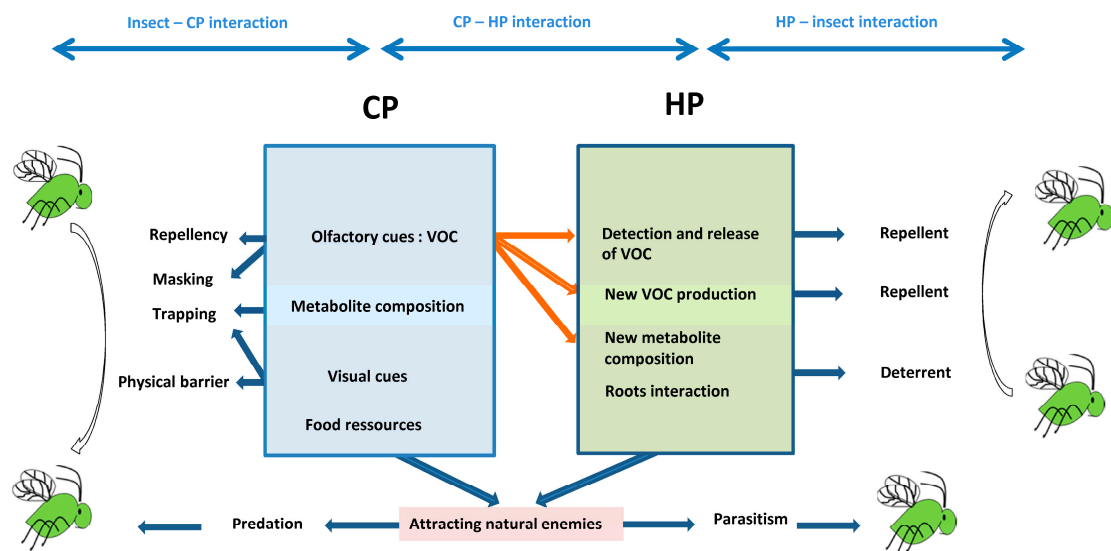 Insect – CP interaction
CP – HP interaction
HP – insect interaction
CP
HP
Repellency
Masking
Trapping
Physical barrier
Olfactory cues : VOC
Metabolite composition
Visual cues
Food ressources
Detection and release
of VOC
New VOC production
New metabolite
composition
Roots interaction
Repellent
Repellent
Deterrent
Predation
Attracting natural enemies
Parasitism